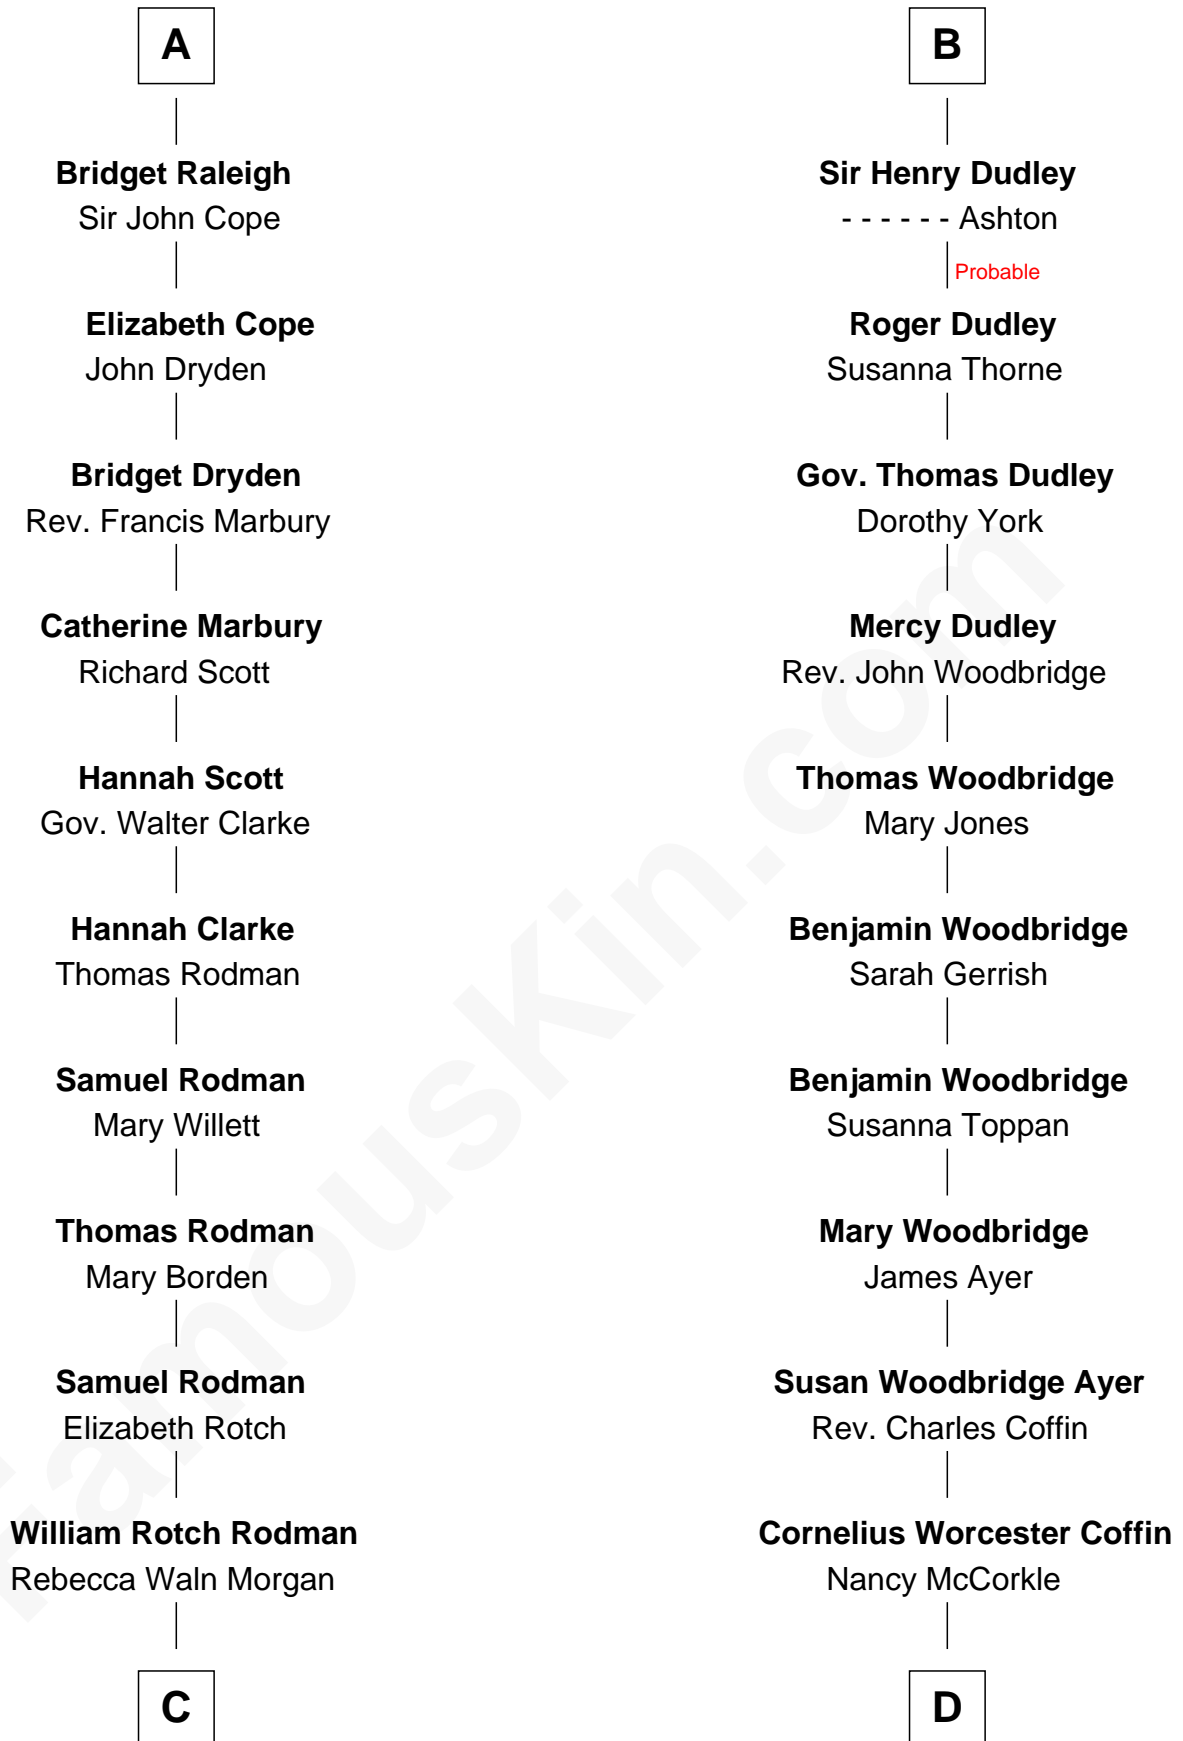 A
Bridget Raleigh
Sir John Cope
Elizabeth Cope
John Dryden
Bridget Dryden
Rev. Francis Marbury
Catherine Marbury
Richard Scott
Hannah Scott
Gov. Walter Clarke
Hannah Clarke
Thomas Rodman
Samuel Rodman
Mary Willett
Thomas Rodman
Mary Borden
Samuel Rodman
Elizabeth Rotch
William Rotch Rodman
Rebecca Waln Morgan
C
B
Sir Henry Dudley
- - - - - - Ashton
Probable
Roger Dudley
Susanna Thorne
Gov. Thomas Dudley
Dorothy York
Mercy Dudley
Rev. John Woodbridge
Thomas Woodbridge
Mary Jones
Benjamin Woodbridge
Sarah Gerrish
Benjamin Woodbridge
Susanna Toppan
Mary Woodbridge
James Ayer
Susan Woodbridge Ayer
Rev. Charles Coffin
Cornelius Worcester Coffin
Nancy McCorkle
D
FamousKin.com